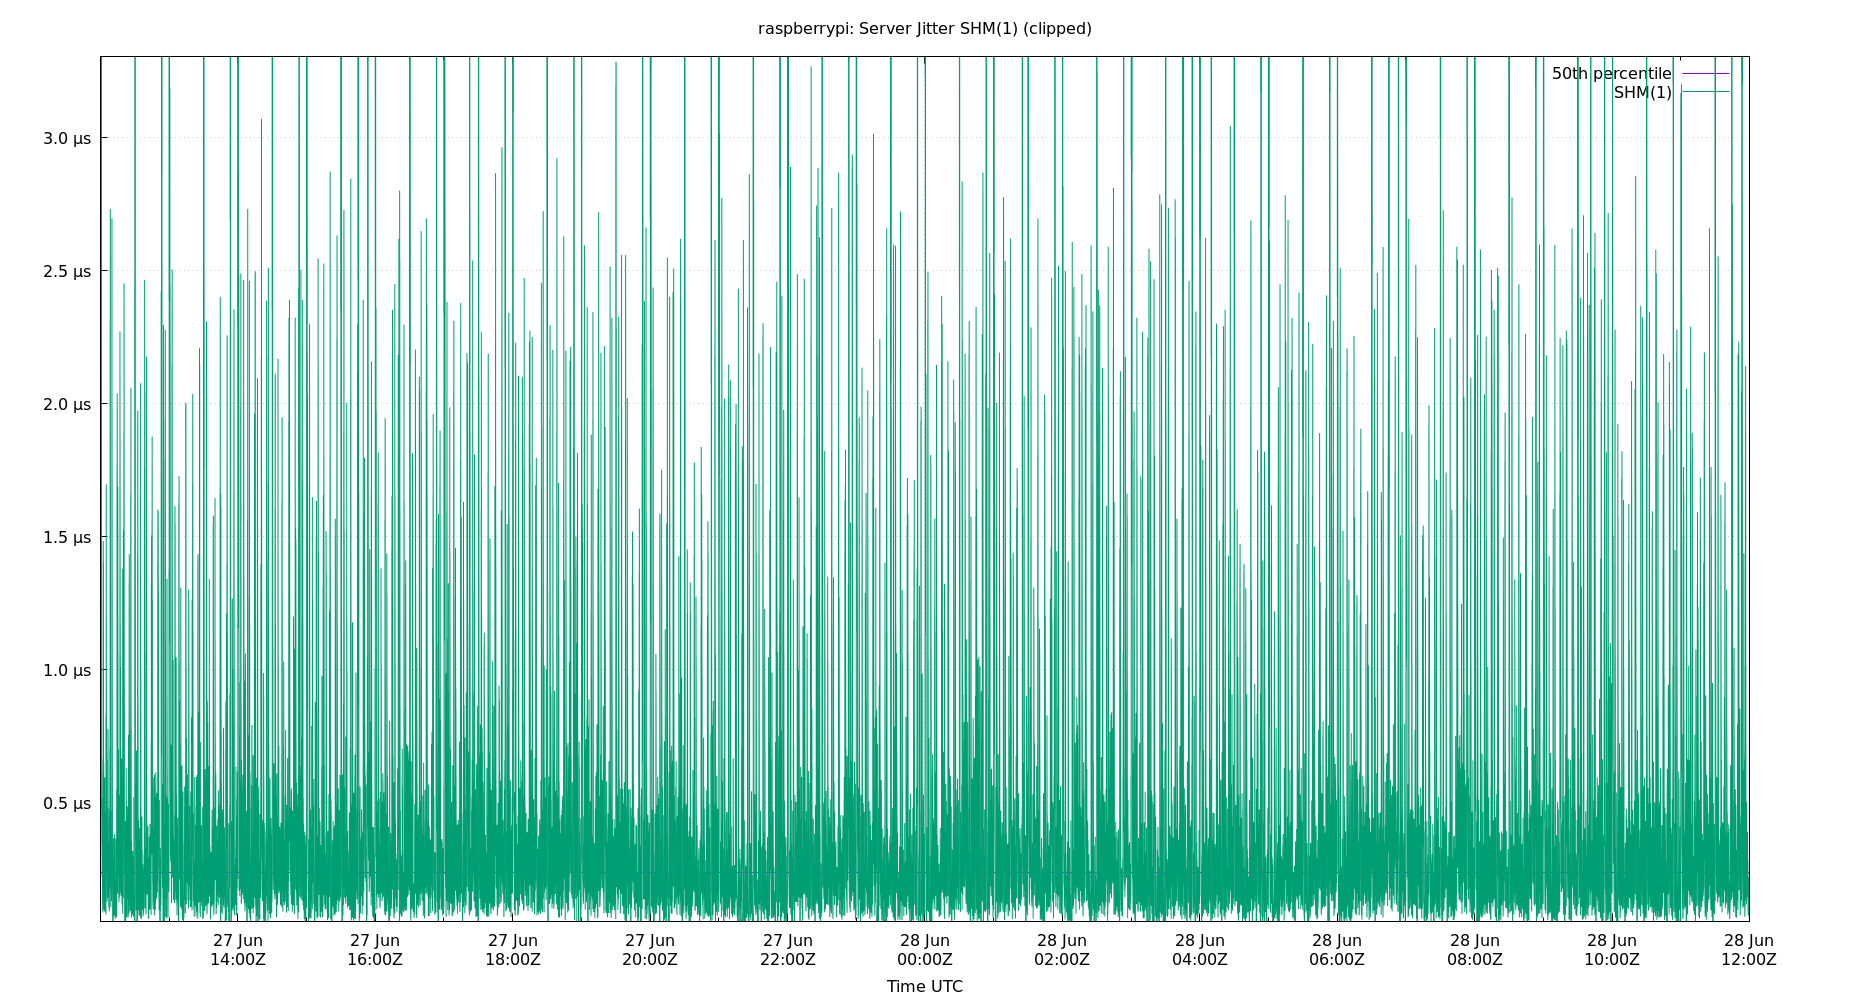 raspberrypi: Server Jitter SHM(1) (clipped)
50th percentile
SHM(1)
3.0 µs
2.5 µs
2.0 µs
1.5 µs
1.0 µs
0.5 µs
27 Jun 27 Jun 27 Jun 27 Jun 27 Jun 28 Jun 28 Jun 28 Jun 28 Jun 28 Jun 28 Jun 28 Jun
14:00Z 16:00Z 18:00Z 20:00Z 22:00Z 00:00Z 02:00Z 04:00Z 06:00Z 08:00Z 10:00Z 12:00Z
Time UTC